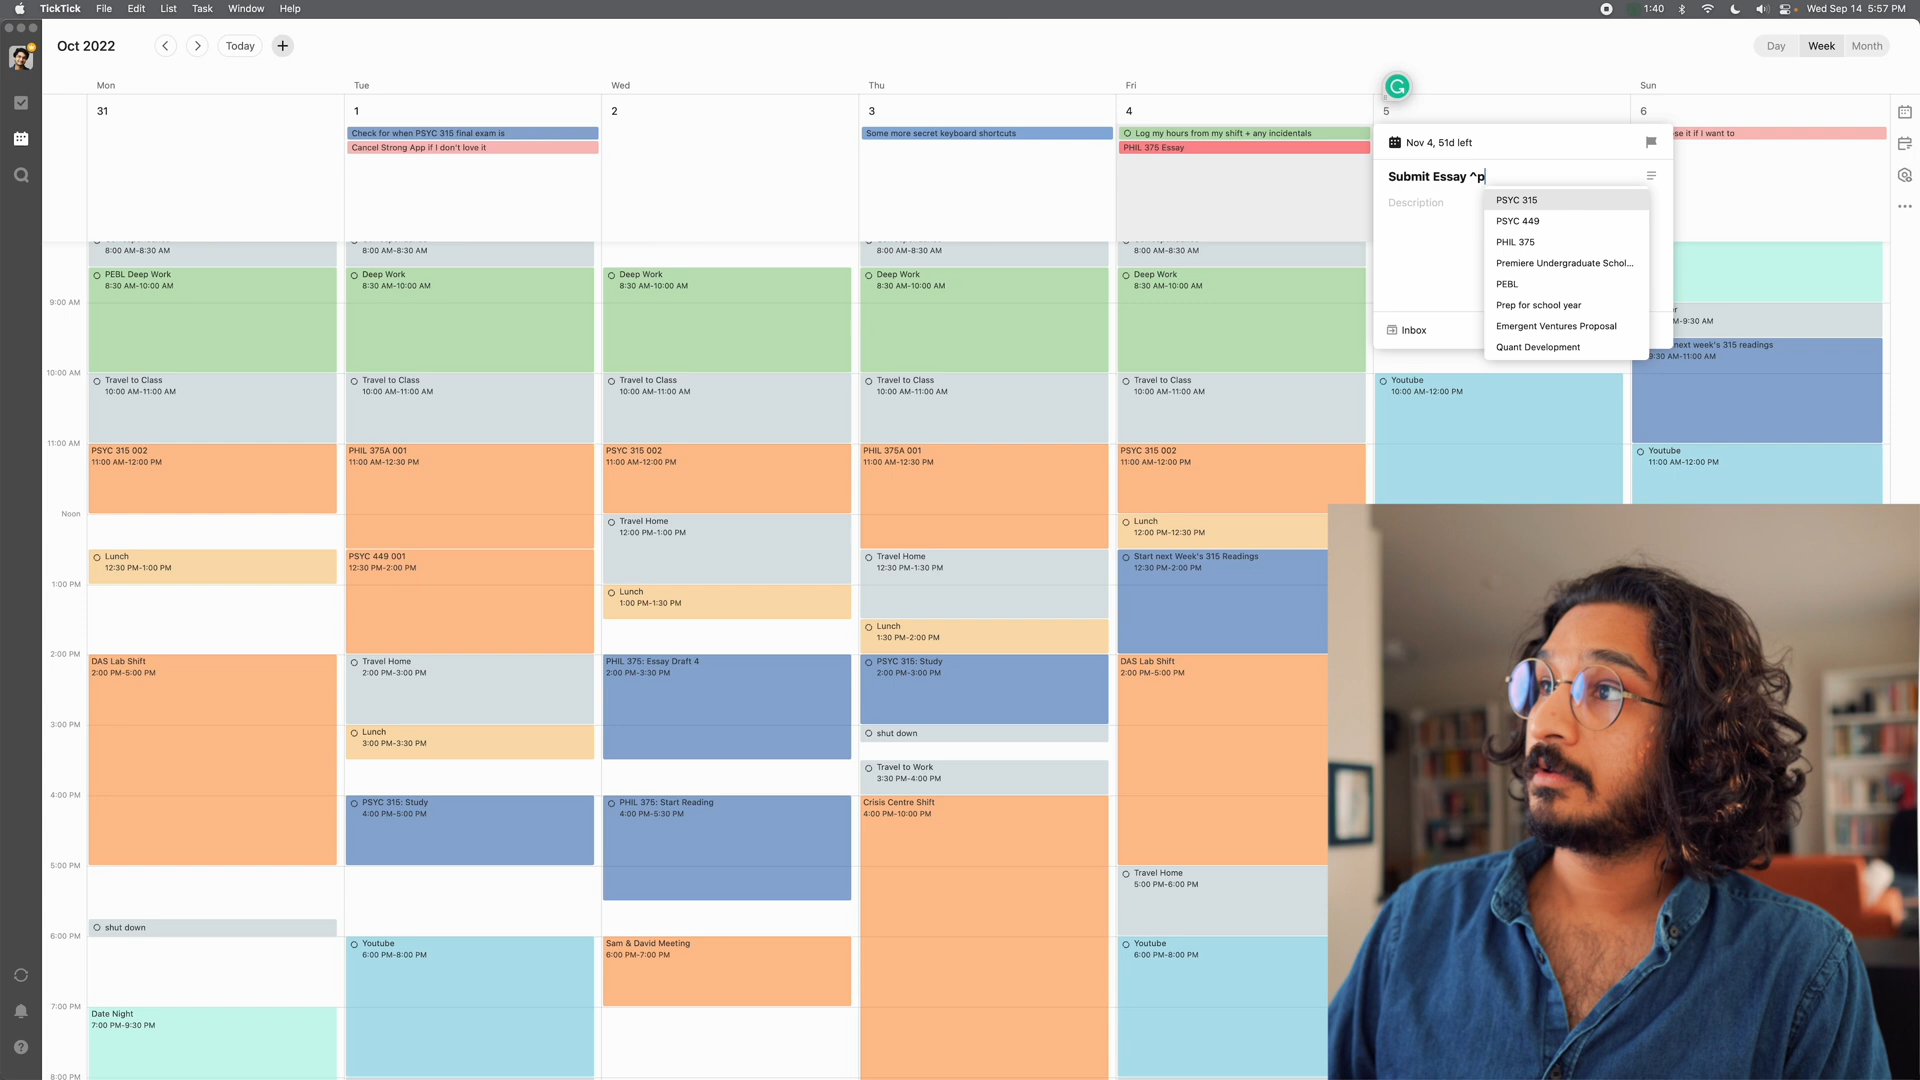 TickTick File Edit List Task Window Help
1:40 Wed Sep 14 5:57 PM
Oct 2022
Today
Day Week Month
Mon Tue Wed Thu Fri Sun
31 1 2 3 4 5 6
Check for when PSYC 315 final exam is
Cancel Strong App if I don't love it
Some more secret keyboard shortcuts
Log my hours from my shift + any incidentals
PHIL 375 Essay
se it if I want to
Nov 4, 51d left
Submit Essay ^p
Description
PSYC 315
PSYC 449
PHIL 375
Premiere Undergraduate Schol...
PEBL
Prep for school year
Emergent Ventures Proposal
Quant Development
Inbox
9:00 AM
10:00 AM
11:00 AM
Noon
1:00 PM
2:00 PM
3:00 PM
4:00 PM
5:00 PM
6:00 PM
7:00 PM
8:00 PM
8:00 AM-8:30 AM
PEBL Deep Work
8:30 AM-10:00 AM
Travel to Class
10:00 AM-11:00 AM
PSYC 315 002
11:00 AM-12:00 PM
Lunch
12:30 PM-1:00 PM
DAS Lab Shift
2:00 PM-5:00 PM
shut down
Date Night
7:00 PM-9:30 PM
8:00 AM-8:30 AM
Deep Work
8:30 AM-10:00 AM
Travel to Class
10:00 AM-11:00 AM
PHIL 375A 001
11:00 AM-12:30 PM
PSYC 449 001
12:30 PM-2:00 PM
Travel Home
2:00 PM-3:00 PM
Lunch
3:00 PM-3:30 PM
PSYC 315: Study
4:00 PM-5:00 PM
Youtube
6:00 PM-8:00 PM
Deep Work
8:30 AM-10:00 AM
Travel to Class
10:00 AM-11:00 AM
PSYC 315 002
11:00 AM-12:00 PM
Travel Home
12:00 PM-1:00 PM
Lunch
1:00 PM-1:30 PM
PHIL 375: Essay Draft 4
2:00 PM-3:30 PM
PHIL 375: Start Reading
4:00 PM-5:30 PM
Sam & David Meeting
6:00 PM-7:00 PM
8:00 AM-8:30 AM
Deep Work
8:30 AM-10:00 AM
Travel to Class
10:00 AM-11:00 AM
PHIL 375A 001
11:00 AM-12:30 PM
Travel Home
12:30 PM-1:30 PM
Lunch
1:30 PM-2:00 PM
PSYC 315: Study
2:00 PM-3:00 PM
shut down
Travel to Work
3:30 PM-4:00 PM
Crisis Centre Shift
4:00 PM-10:00 PM
8:00 AM-8:30 AM
Deep Work
8:30 AM-10:00 AM
Travel to Class
10:00 AM-11:00 AM
PSYC 315 002
11:00 AM-12:00 PM
Lunch
12:00 PM-12:30 PM
Start next Week's 315 Readings
12:30 PM-2:00 PM
DAS Lab Shift
2:00 PM-5:00 PM
Travel Home
5:00 PM-6:00 PM
Youtube
6:00 PM-8:00 PM
Youtube
10:00 AM-12:00 PM
M-9:30 AM
next week's 315 readings
9:30 AM-11:00 AM
Youtube
11:00 AM-12:00 PM